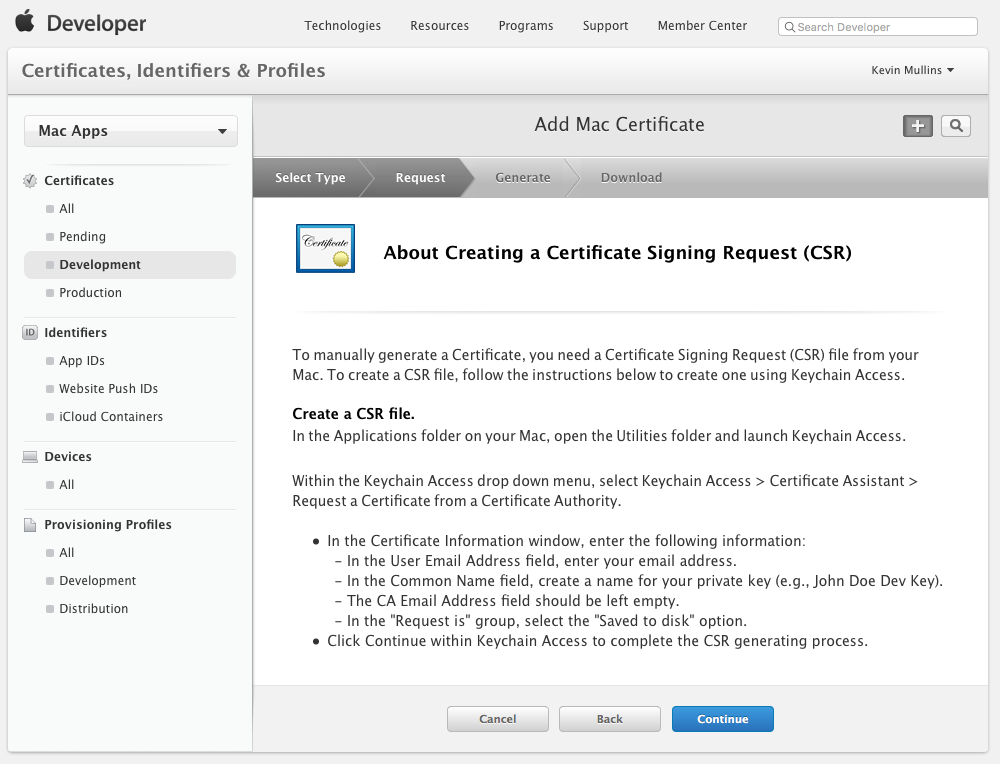 Developer
Technologies Resources Programs Support Member Center Search Developer
Certificates, Identifiers & Profiles
Kevin Mullins
Mac Apps
Certificates
All
Pending
Development
Production
ID Identifiers
App IDs
Website Push IDs
iCloud Containers
Devices
All
Provisioning Profiles
All
Development
Distribution
Add Mac Certificate
Select Type Request Generate Download
Certificate
About Creating a Certificate Signing Request (CSR)
To manually generate a Certificate, you need a Certificate Signing Request (CSR) file from your
Mac. To create a CSR file, follow the instructions below to create one using Keychain Access.
Create a CSR file.
In the Applications folder on your Mac, open the Utilities folder and launch Keychain Access.
Within the Keychain Access drop down menu, select Keychain Access > Certificate Assistant >
Request a Certificate from a Certificate Authority.
• In the Certificate Information window, enter the following information:
– In the User Email Address field, enter your email address.
– In the Common Name field, create a name for your private key (e.g., John Doe Dev Key).
– The CA Email Address field should be left empty.
– In the "Request is" group, select the "Saved to disk" option.
• Click Continue within Keychain Access to complete the CSR generating process.
Cancel Back Continue